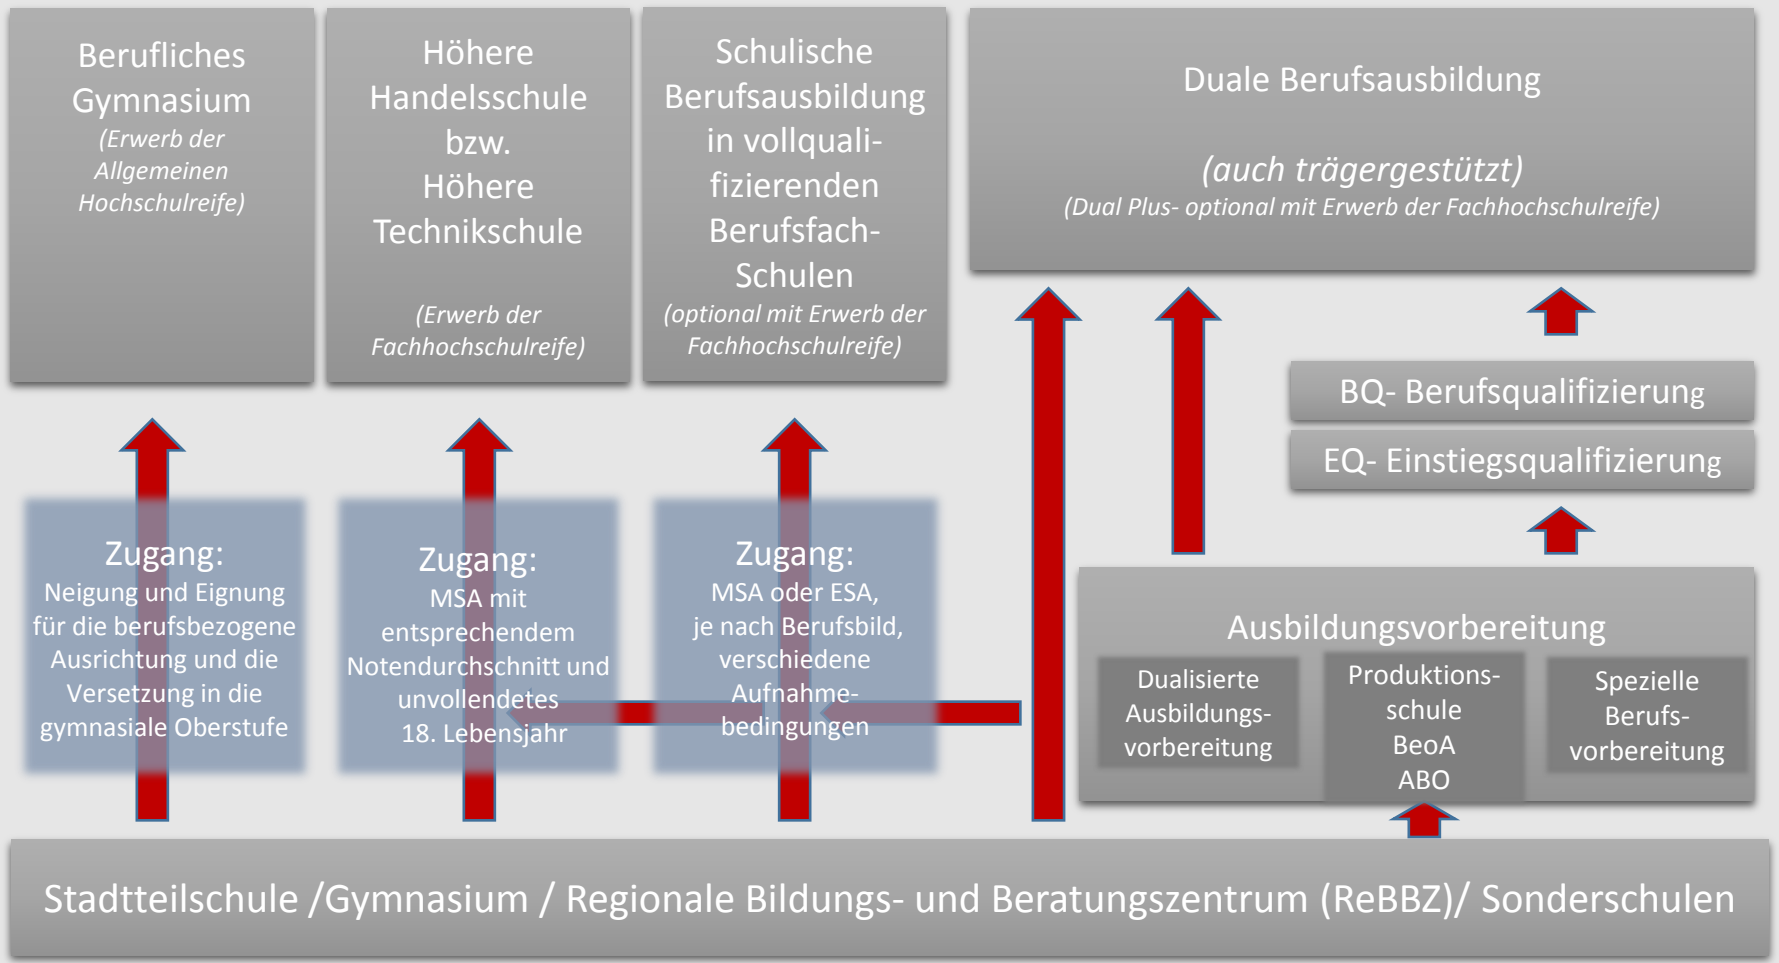 Berufliches
Gymnasium
(Erwerb der
Allgemeinen
Hochschulreife)
Höhere
Handelsschule
bzw.
Höhere
Technikschule
(Erwerb der
Fachhochschulreife)
Schulische
Berufsausbildung
in vollquali-
fizierenden
Berufsfach-
Schulen
(optional mit Erwerb der
Fachhochschulreife)
Duale Berufsausbildung
(auch trägergestützt)
(Dual Plus- optional mit Erwerb der Fachhochschulreife)
BQ- Berufsqualifizierung
EQ- Einstiegsqualifizierung
Zugang:
Neigung und Eignung
für die berufsbezogene
Ausrichtung und die
Versetzung in die
gymnasiale Oberstufe
Zugang:
MSA mit
entsprechendem
Notendurchschnitt und
unvollendetes
18. Lebensjahr
Zugang:
MSA oder ESA,
je nach Berufsbild,
verschiedene
Aufnahme-
bedingungen
Ausbildungsvorbereitung
Dualisierte
Ausbildungs-
vorbereitung
Produktions-
schule
BeoA
ABO
Spezielle
Berufs-
vorbereitung
Stadtteilschule /Gymnasium / Regionale Bildungs- und Beratungszentrum (ReBBZ)/ Sonderschulen